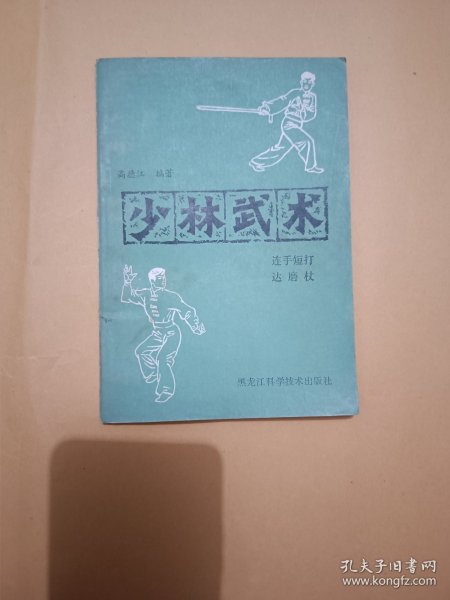 高德江 编著
少林武术
连手短打
达磨杖
黑龙江科学技术出版社
孔夫子旧书网
www.kongfz.com